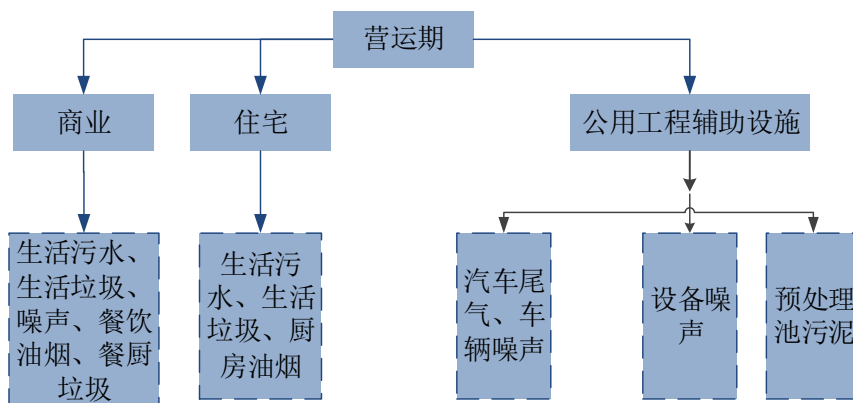 营运期
商业
住宅
公用工程辅助设施
生活污水、
生活垃圾、
噪声、餐饮
油烟、餐厨
垃圾
生活污
水、生活
垃圾、厨
房油烟
汽车尾
气、车
辆噪声
设备噪
声
预处理
池污泥